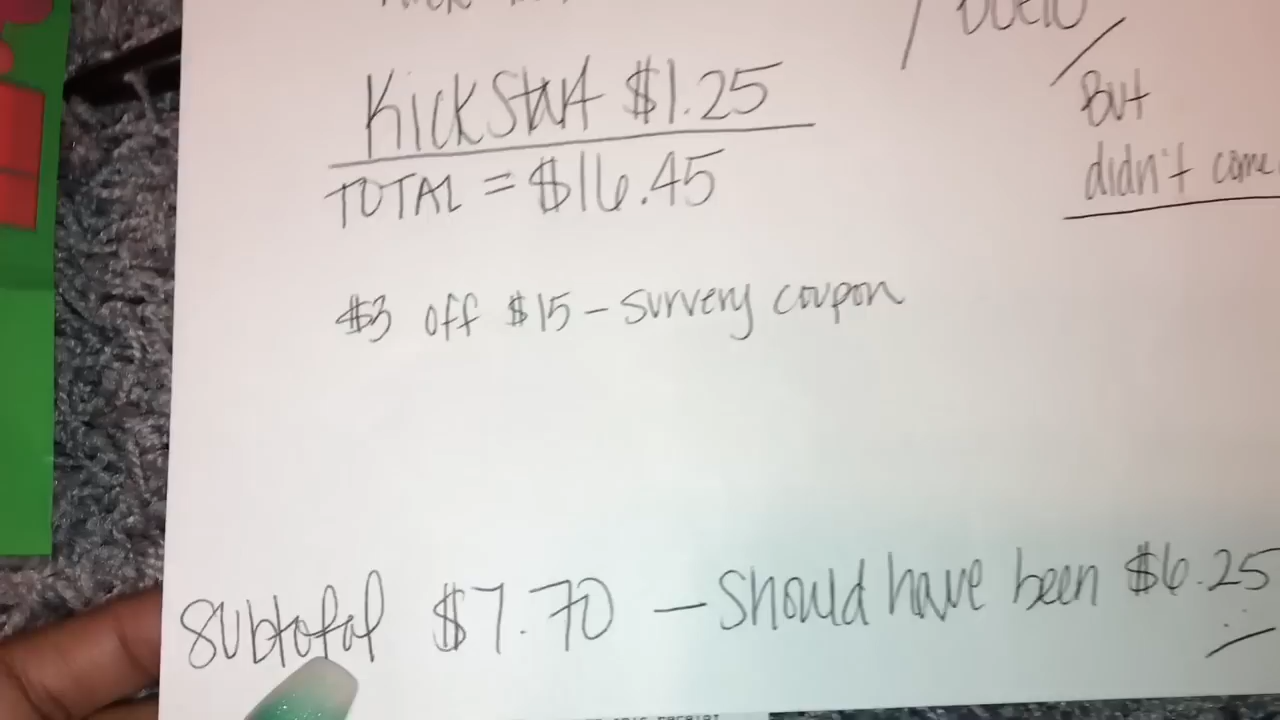 KickStart $1.25
TOTAL = $16.45
But
didn't come
$3 off $15 - survery coupon
Subtotal $7.70 - Should have been $6.25